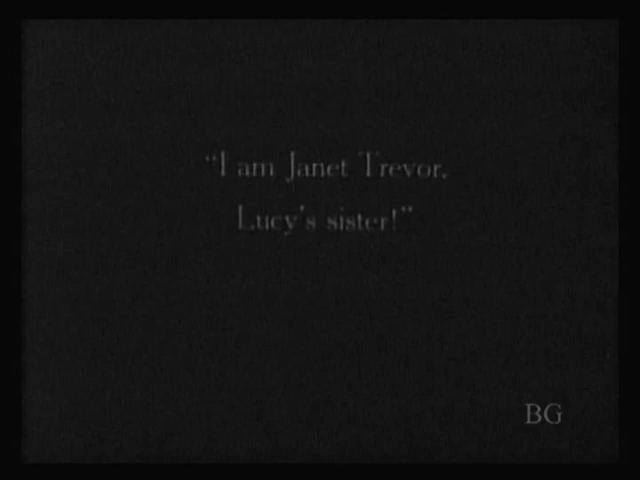 “I am Janet Trevor.
Lucy's sister!”
BG